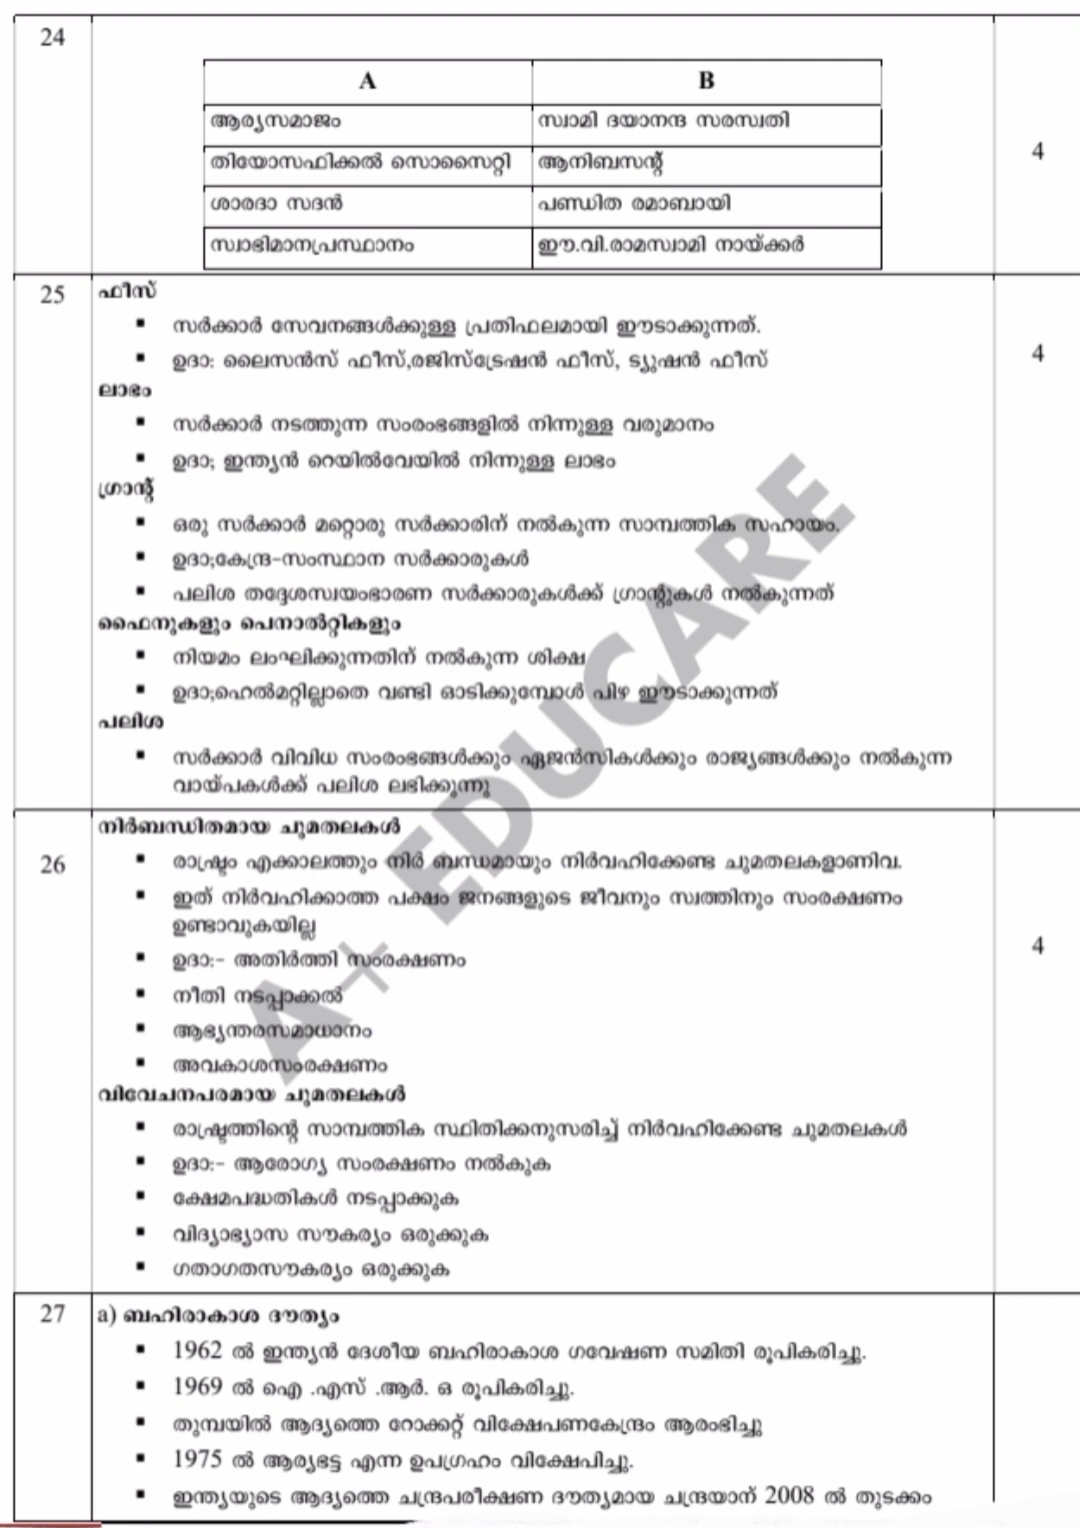 24
A B
ആര്യസമാജം സ്വാമി ദയാനന്ദ സരസ്വതി
തിയോസഫിക്കൽ സൊസൈറ്റി ആനിബസന്റ്
ശാരദാ സദൻ പണ്ഡിത രമാബായി
സ്വാഭിമാനപ്രസ്ഥാനം ഈ.വി.രാമസ്വാമി നായ്ക്കർ
4
25 ഫീസ്
▪ സർക്കാർ സേവനങ്ങൾക്കുള്ള പ്രതിഫലമായി ഈടാക്കുന്നത്.
▪ ഉദാ: ലൈസൻസ് ഫീസ്,രജിസ്ട്രേഷൻ ഫീസ്, ട്യുഷൻ ഫീസ്
4
ലാഭം
▪ സർക്കാർ നടത്തുന്ന സംരംഭങ്ങളിൽ നിന്നുള്ള വരുമാനം
▪ ഉദാ; ഇന്ത്യൻ റെയിൽവേയിൽ നിന്നുള്ള ലാഭം
ഗ്രാന്റ്
▪ ഒരു സർക്കാർ മറ്റൊരു സർക്കാരിന് നൽകുന്ന സാമ്പത്തിക സഹായം.
▪ ഉദാ;കേന്ദ്ര-സംസ്ഥാന സർക്കാരുകൾ
▪ പലിശ തദ്ദേശസ്വയംഭാരണ സർക്കാരുകൾക്ക് ഗ്രാന്റുകൾ നൽകുന്നത്
ഫൈനുകളും പെനാൽറ്റികളും
▪ നിയമം ലംഘിക്കുന്നതിന് നൽകുന്ന ശിക്ഷ
▪ ഉദാ;ഹെൽമറ്റില്ലാതെ വണ്ടി ഓടിക്കുമ്പോൾ പിഴ ഈടാക്കുന്നത്
പലിശ
▪ സർക്കാർ വിവിധ സംരംഭങ്ങൾക്കും ഏജൻസികൾക്കും രാജ്യങ്ങൾക്കും നൽകുന്ന
വായ്പകൾക്ക് പലിശ ലഭിക്കുന്നു
നിർബന്ധിതമായ ചുമതലകൾ
26
▪ രാഷ്ട്രം എക്കാലത്തും നിർ ബന്ധമായും നിർവഹിക്കേണ്ട ചുമതലകളാണിവ.
▪ ഇത് നിർവഹിക്കാത്ത പക്ഷം ജനങ്ങളുടെ ജീവനും സ്വത്തിനും സംരക്ഷണം
ഉണ്ടാവുകയില്ല
4
▪ ഉദാ:- അതിർത്തി സംരക്ഷണം
▪ നീതി നടപ്പാക്കൽ
▪ ആഭ്യന്തരസമാധാനം
▪ അവകാശസംരക്ഷണം
വിവേചനപരമായ ചുമതലകൾ
▪ രാഷ്ട്രത്തിന്റെ സാമ്പത്തിക സ്ഥിതിക്കനുസരിച്ച് നിർവഹിക്കേണ്ട ചുമതലകൾ
▪ ഉദാ:- ആരോഗ്യ സംരക്ഷണം നൽകുക
▪ ക്ഷേമപദ്ധതികൾ നടപ്പാക്കുക
▪ വിദ്യാഭ്യാസ സൗകര്യം ഒരുക്കുക
▪ ഗതാഗതസൗകര്യം ഒരുക്കുക
27 a) ബഹിരാകാശ ദൗത്യം
▪ 1962 ൽ ഇന്ത്യൻ ദേശീയ ബഹിരാകാശ ഗവേഷണ സമിതി രൂപികരിച്ചു.
▪ 1969 ൽ ഐ .എസ് .ആർ. ഒ രൂപികരിച്ചു.
▪ തുമ്പയിൽ ആദ്യത്തെ റോക്കറ്റ് വിക്ഷേപണകേന്ദ്രം ആരംഭിച്ചു
▪ 1975 ൽ ആര്യഭട്ട എന്ന ഉപഗ്രഹം വിക്ഷേപിച്ചു.
▪ ഇന്ത്യയുടെ ആദ്യത്തെ ചന്ദ്രപരീക്ഷണ ദൗത്യമായ ചന്ദ്രയാന് 2008 ൽ തുടക്കം
A+ EDUCARE